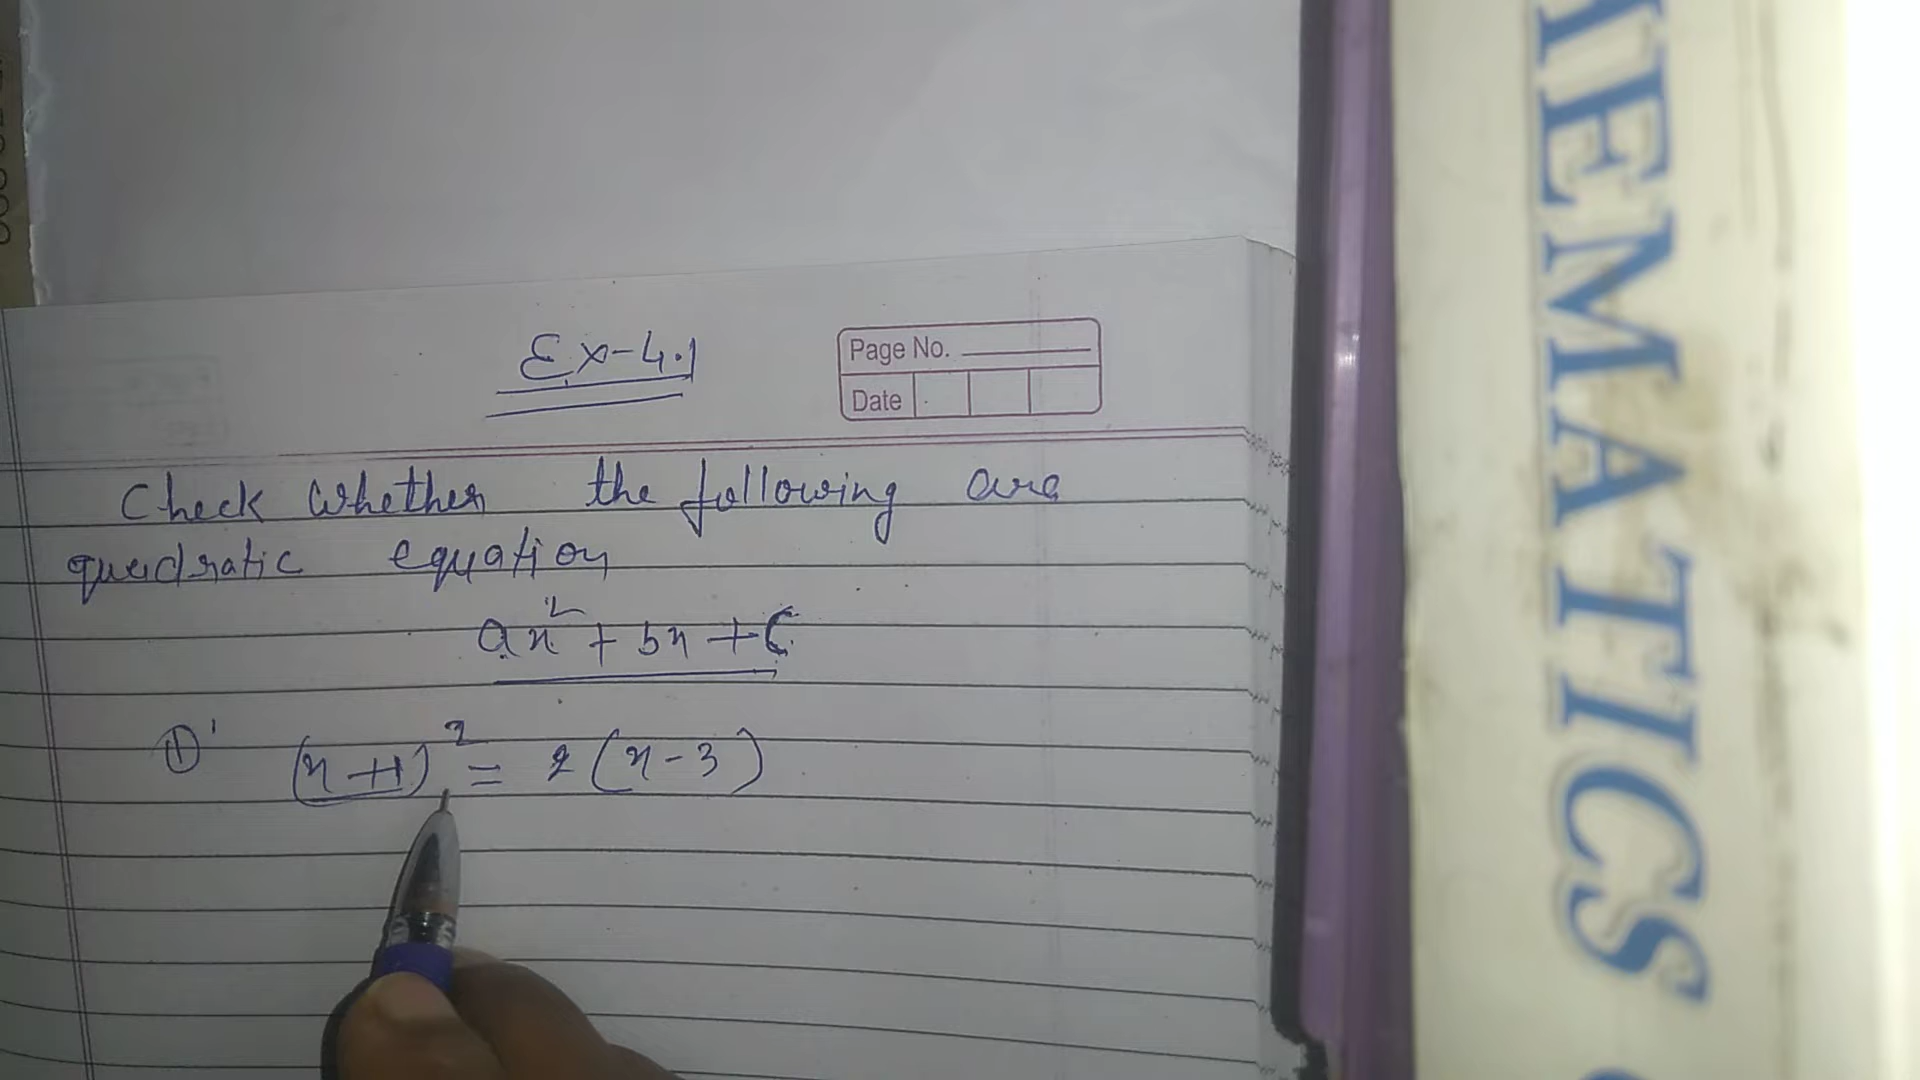 Ex-4.1
Page No.
Date
Check whether the following are
quadratic equation
ax² + bx + c
① (x+1)² = 2(x-3)
HEMATICS